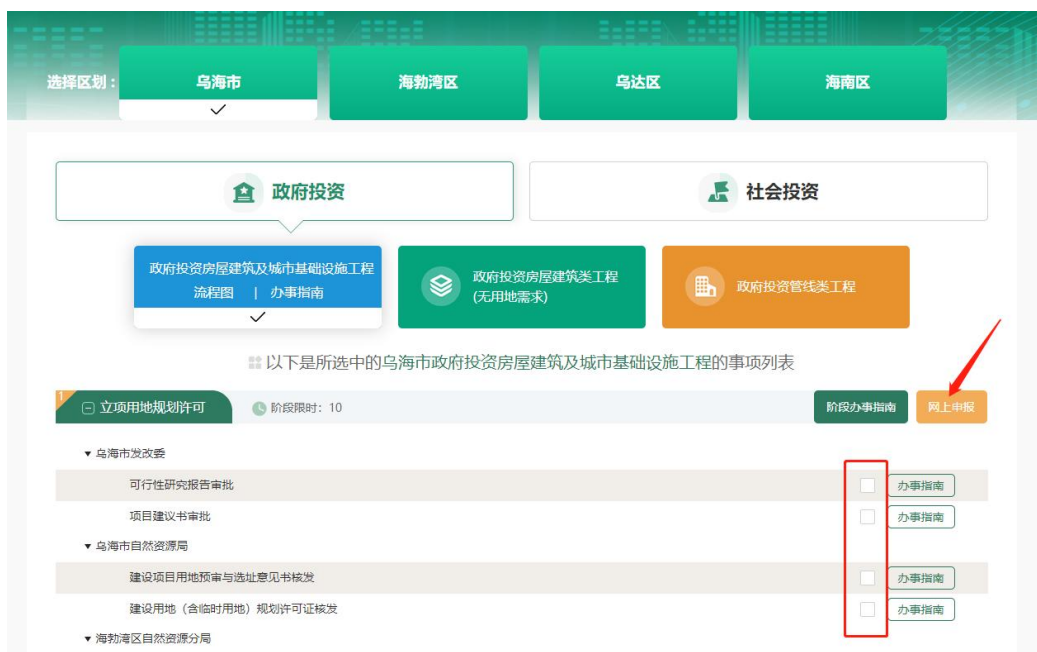 选择区划： 乌海市 海勃湾区 乌达区 海南区
政府投资 社会投资
政府投资房屋建筑及城市基础设施工程
流程图 | 办事指南
政府投资房屋建筑类工程
(无用地需求)
政府投资管线类工程
以下是所选中的乌海市政府投资房屋建筑及城市基础设施工程的事项列表
1 立项用地规划许可 阶段限时：10 阶段办事指南 网上申报
乌海市发改委
可行性研究报告审批 办事指南
项目建议书审批 办事指南
乌海市自然资源局
建设项目用地预审与选址意见书核发 办事指南
建设用地（含临时用地）规划许可证核发 办事指南
海勃湾区自然资源分局